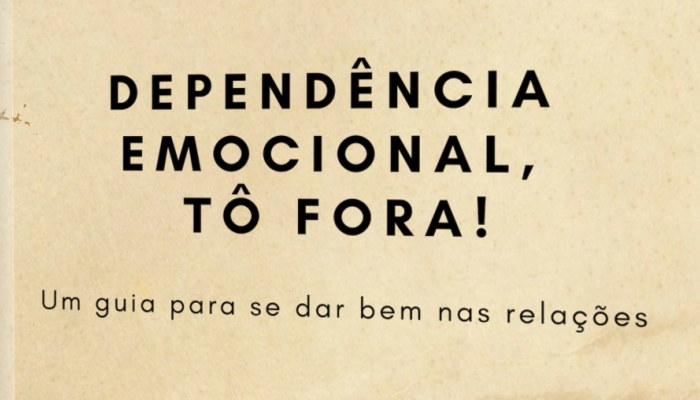 DEPENDÊNCIA
EMOCIONAL,
TÔ FORA!
Um guia para se dar bem nas relações